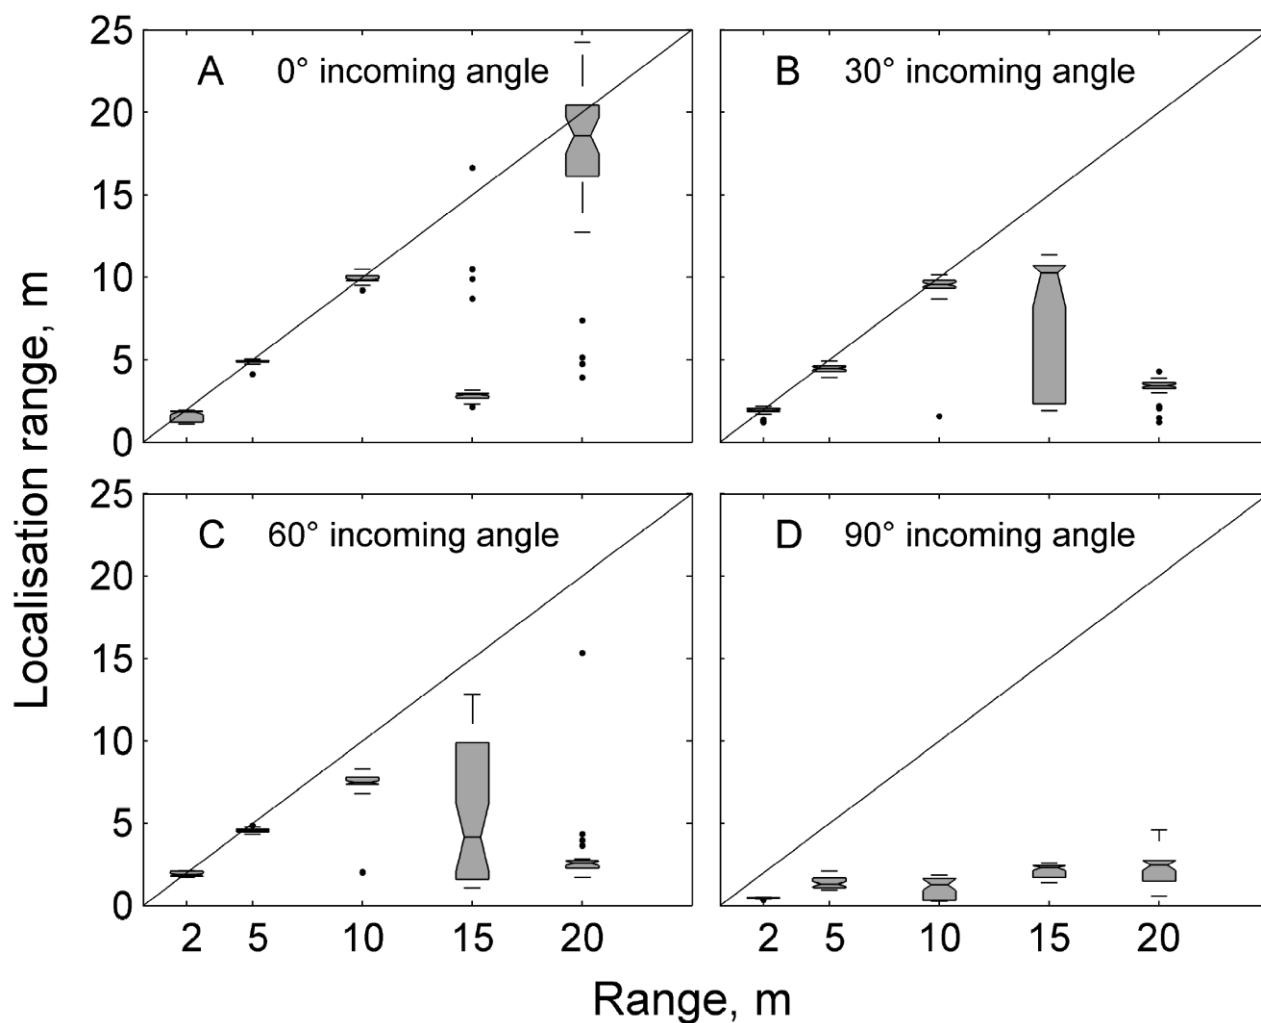 25
20
15
10
5
0
A 0° incoming angle
B 30° incoming angle
25
20
15
10
5
0
C 60° incoming angle
D 90° incoming angle
2 5 10 15 20
2 5 10 15 20
Localisation range, m
Range, m